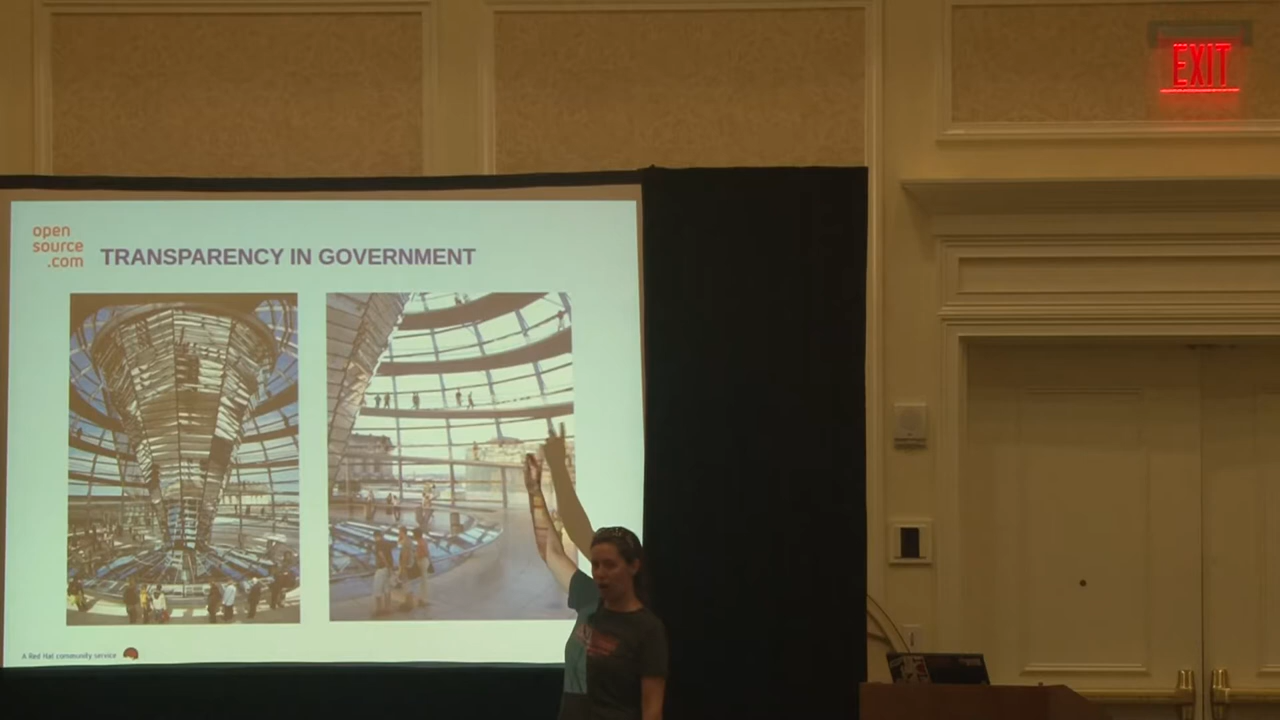 EXIT
open
source
.com
TRANSPARENCY IN GOVERNMENT
A Red Hat community service